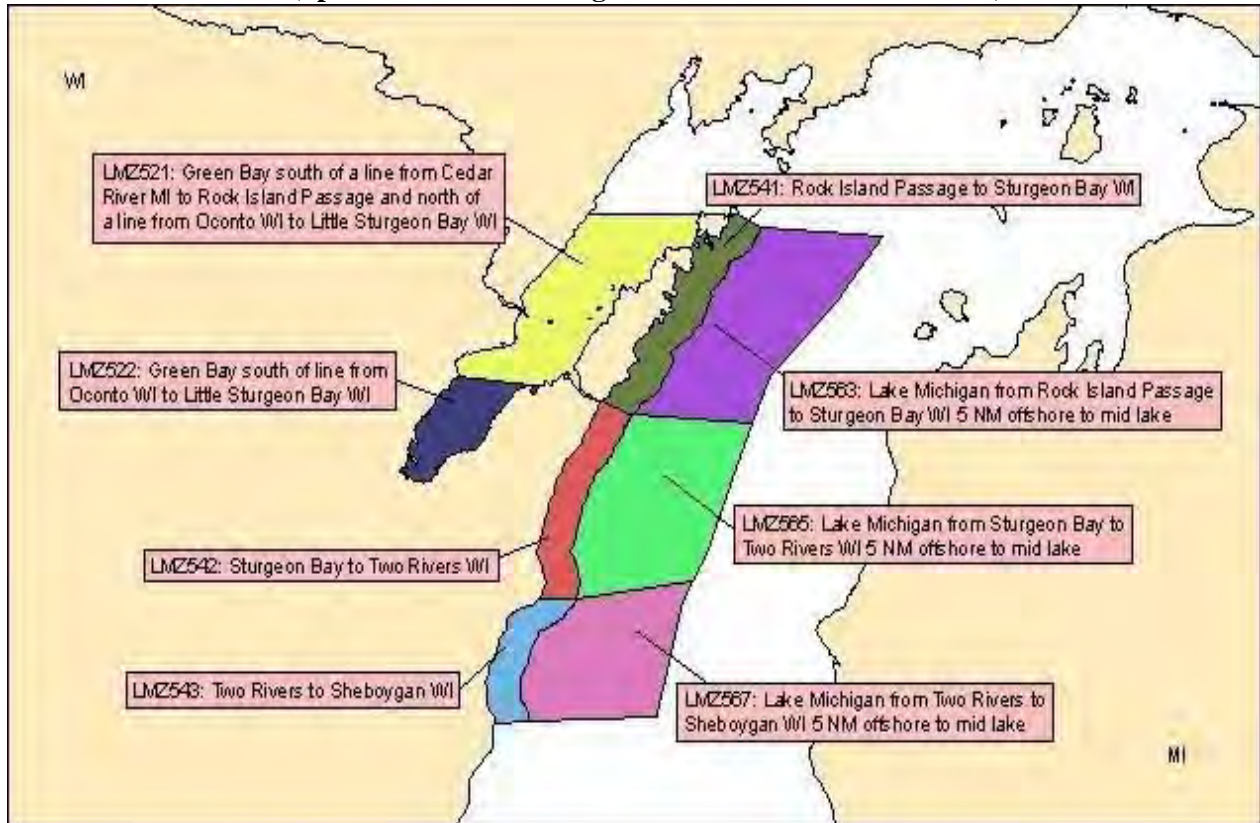 WI
LMZ521: Green Bay south of a line from Cedar
River MI to Rock Island Passage and north of
a line from Oconto WI to Little Sturgeon Bay WI
LMZ541: Rock Island Passage to Sturgeon Bay WI
LMZ522: Green Bay south of line from
Oconto WI to Little Sturgeon Bay WI
LMZ563: Lake Michigan from Rock Island Passage
to Sturgeon Bay WI 5 NM offshore to mid lake
LMZ565: Lake Michigan from Sturgeon Bay to
Two Rivers WI 5 NM offshore to mid lake
LMZ542: Sturgeon Bay to Two Rivers WI
LMZ543: Two Rivers to Sheboygan WI
LMZ567: Lake Michigan from Two Rivers to
Sheboygan WI 5 NM offshore to mid lake
MI